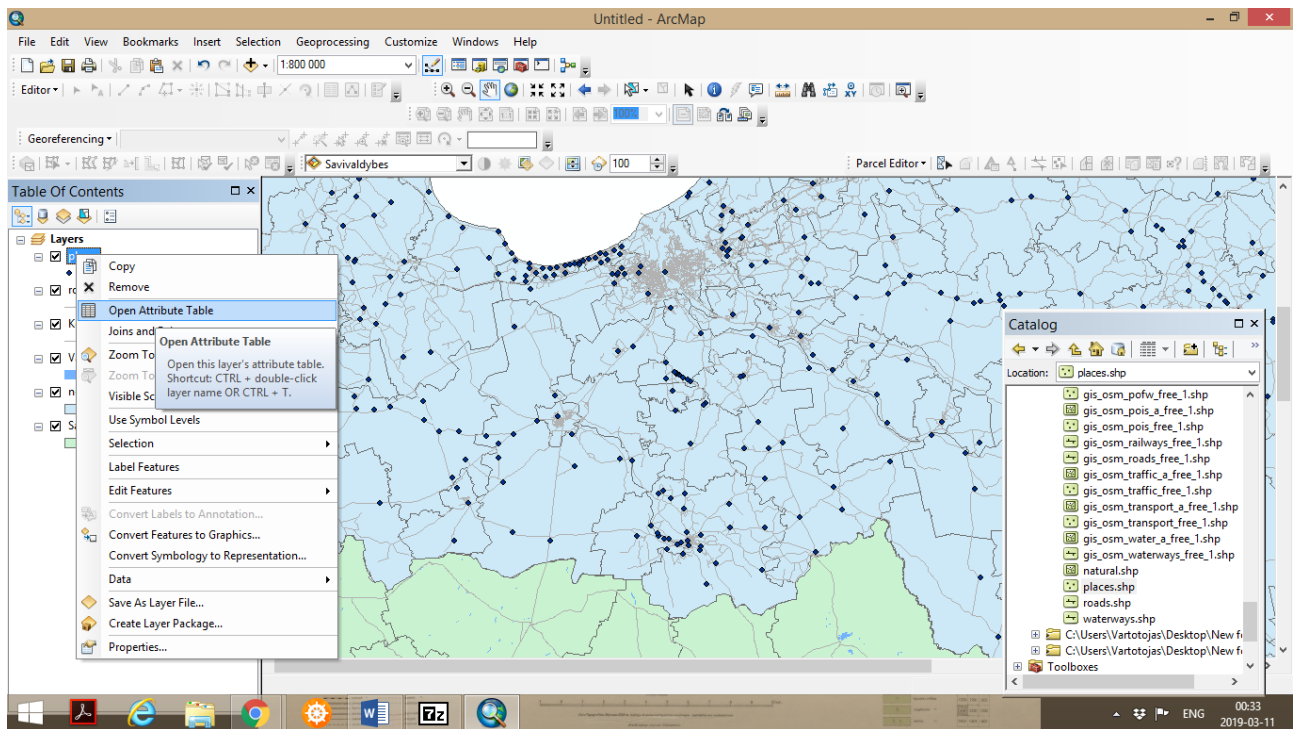 Untitled - ArcMap
File Edit View Bookmarks Insert Selection Geoprocessing Customize Windows Help
1:800 000
Editor
100%
Georeferencing
Savivaldybes
100
Parcel Editor
Table Of Contents
Layers
Copy
Remove
Open Attribute Table
Joins and
Zoom To
Zoom To
Visible Sc
Use Symbol Levels
Selection
Label Features
Edit Features
Convert Labels to Annotation...
Convert Features to Graphics...
Convert Symbology to Representation...
Data
Save As Layer File...
Create Layer Package...
Properties...
Open Attribute Table
Open this layer's attribute table.
Shortcut: CTRL + double-click
layer name OR CTRL + T.
Catalog
Location: places.shp
gis_osm_pofw_free_1.shp
gis_osm_pois_a_free_1.shp
gis_osm_pois_free_1.shp
gis_osm_railways_free_1.shp
gis_osm_roads_free_1.shp
gis_osm_traffic_a_free_1.shp
gis_osm_traffic_free_1.shp
gis_osm_transport_a_free_1.shp
gis_osm_transport_free_1.shp
gis_osm_water_a_free_1.shp
gis_osm_waterways_free_1.shp
natural.shp
places.shp
roads.shp
waterways.shp
C:\Users\Vartotojas\Desktop\New f
C:\Users\Vartotojas\Desktop\New f
Toolboxes
ENG
00:33
2019-03-11